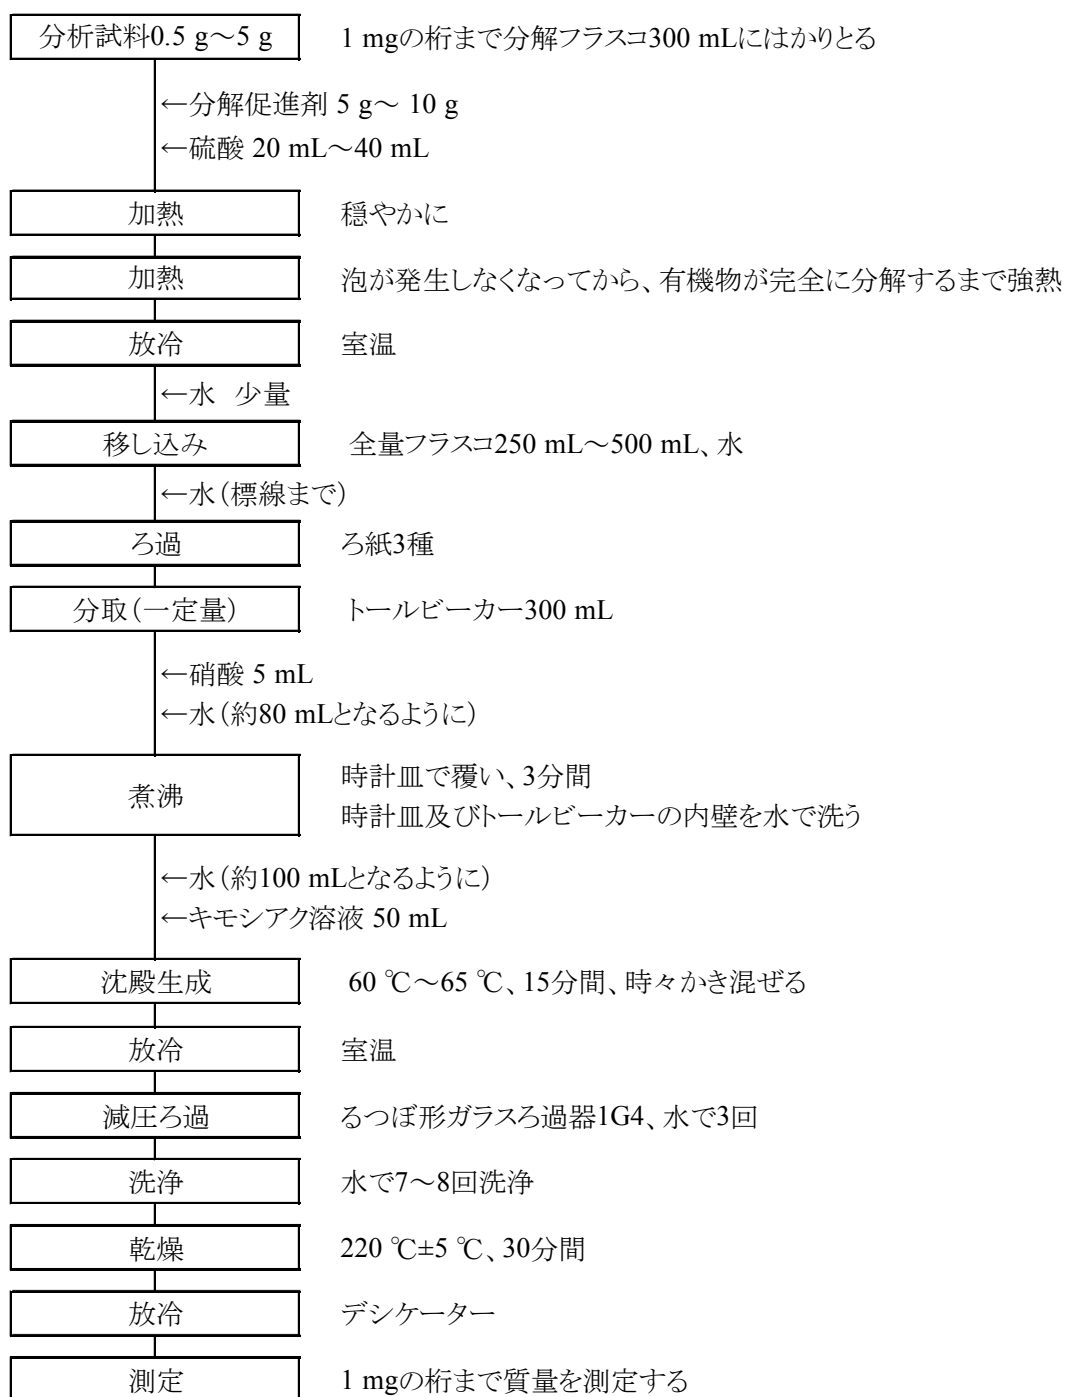 分析試料0.5 g～5 g 1 mgの桁まで分解フラスコ300 mLにはかりとる
←分解促進剤 5 g～ 10 g
←硫酸 20 mL～40 mL
加熱 穏やかに
加熱 泡が発生しなくなってから、有機物が完全に分解するまで強熱
放冷 室温
←水 少量
移し込み 全量フラスコ250 mL～500 mL、水
←水（標線まで）
ろ過 ろ紙3種
分取（一定量） トールビーカー300 mL
←硝酸 5 mL
←水（約80 mLとなるように）
煮沸 時計皿で覆い、3分間
時計皿及びトールビーカーの内壁を水で洗う
←水（約100 mLとなるように）
←キモシアク溶液 50 mL
沈殿生成 60 ℃～65 ℃、15分間、時々かき混ぜる
放冷 室温
減圧ろ過 るつぼ形ガラスろ過器1G4、水で3回
洗浄 水で7～8回洗浄
乾燥 220 ℃±5 ℃、30分間
放冷 デシケーター
測定 1 mgの桁まで質量を測定する